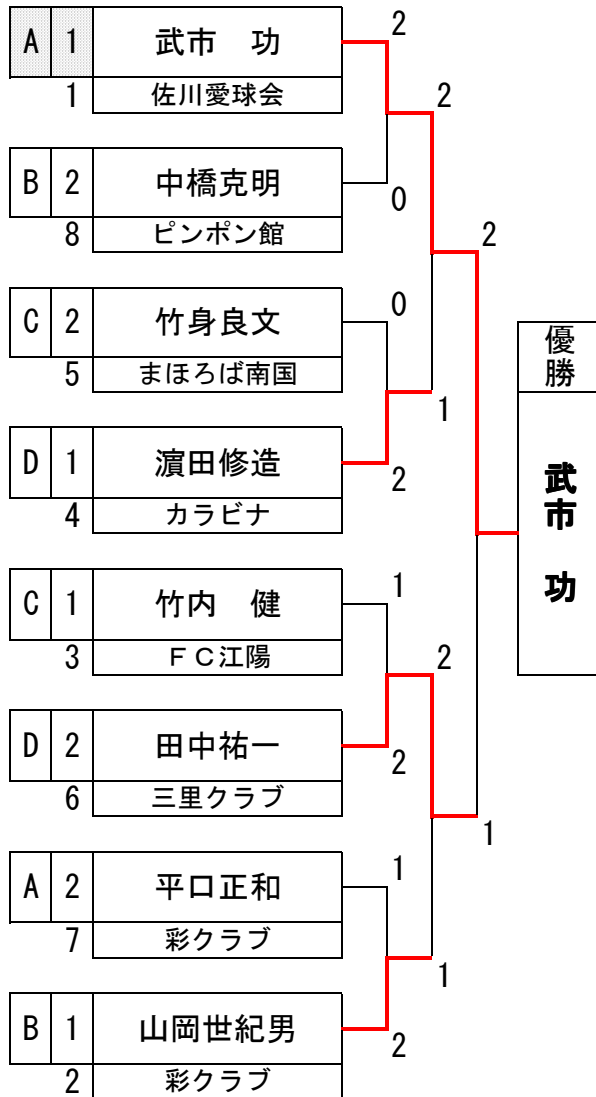 A 1 武市　功 2
1 佐川愛球会 2
B 2 中橋克明 0
8 ピンポン館 2
C 2 竹身良文 0
5 まほろば南国 1
D 1 濵田修造 2
4 カラビナ
C 1 竹内　健 1
3 ＦＣ江陽 2
D 2 田中祐一 2
6 三里クラブ 1
A 2 平口正和 1
7 彩クラブ 1
B 1 山岡世紀男 2
2 彩クラブ
優勝
武市　功